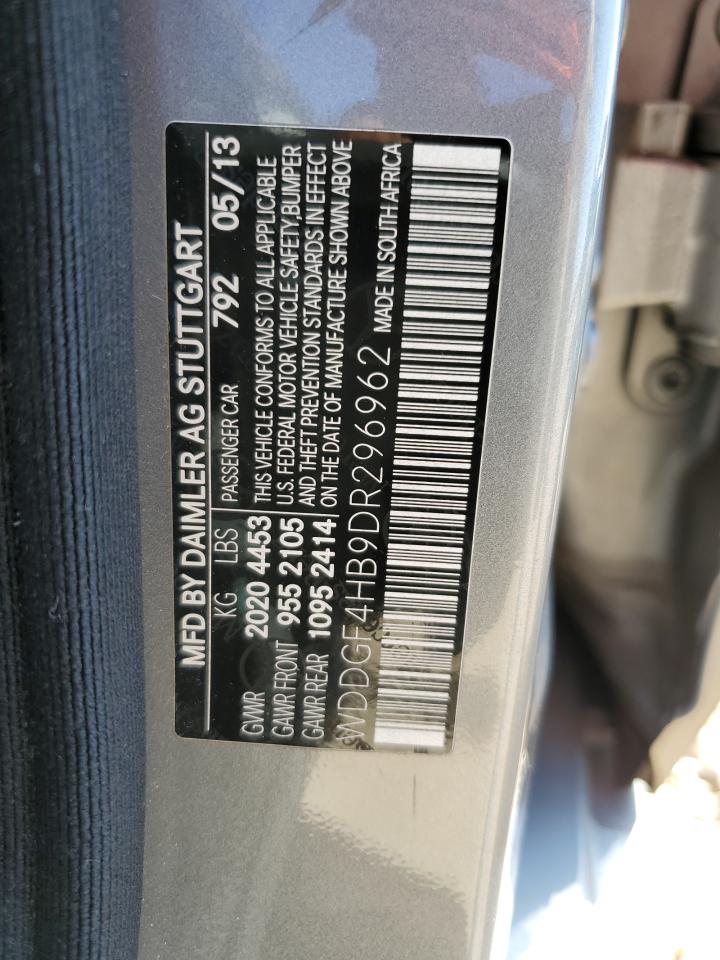 MFD BY DAIMLER AG STUTTGART
KG LBS PASSENGER CAR 792 05/13
GVWR 2020 4453 THIS VEHICLE CONFORMS TO ALL APPLICABLE
GAWR FRONT 955 2105 U.S. FEDERAL MOTOR VEHICLE SAFETY,BUMPER
GAWR REAR 1095 2414 AND THEFT PREVENTION STANDARDS IN EFFECT
ON THE DATE OF MANUFACTURE SHOWN ABOVE
WDDGF4HB9DR296962 MADE IN SOUTH AFRICA